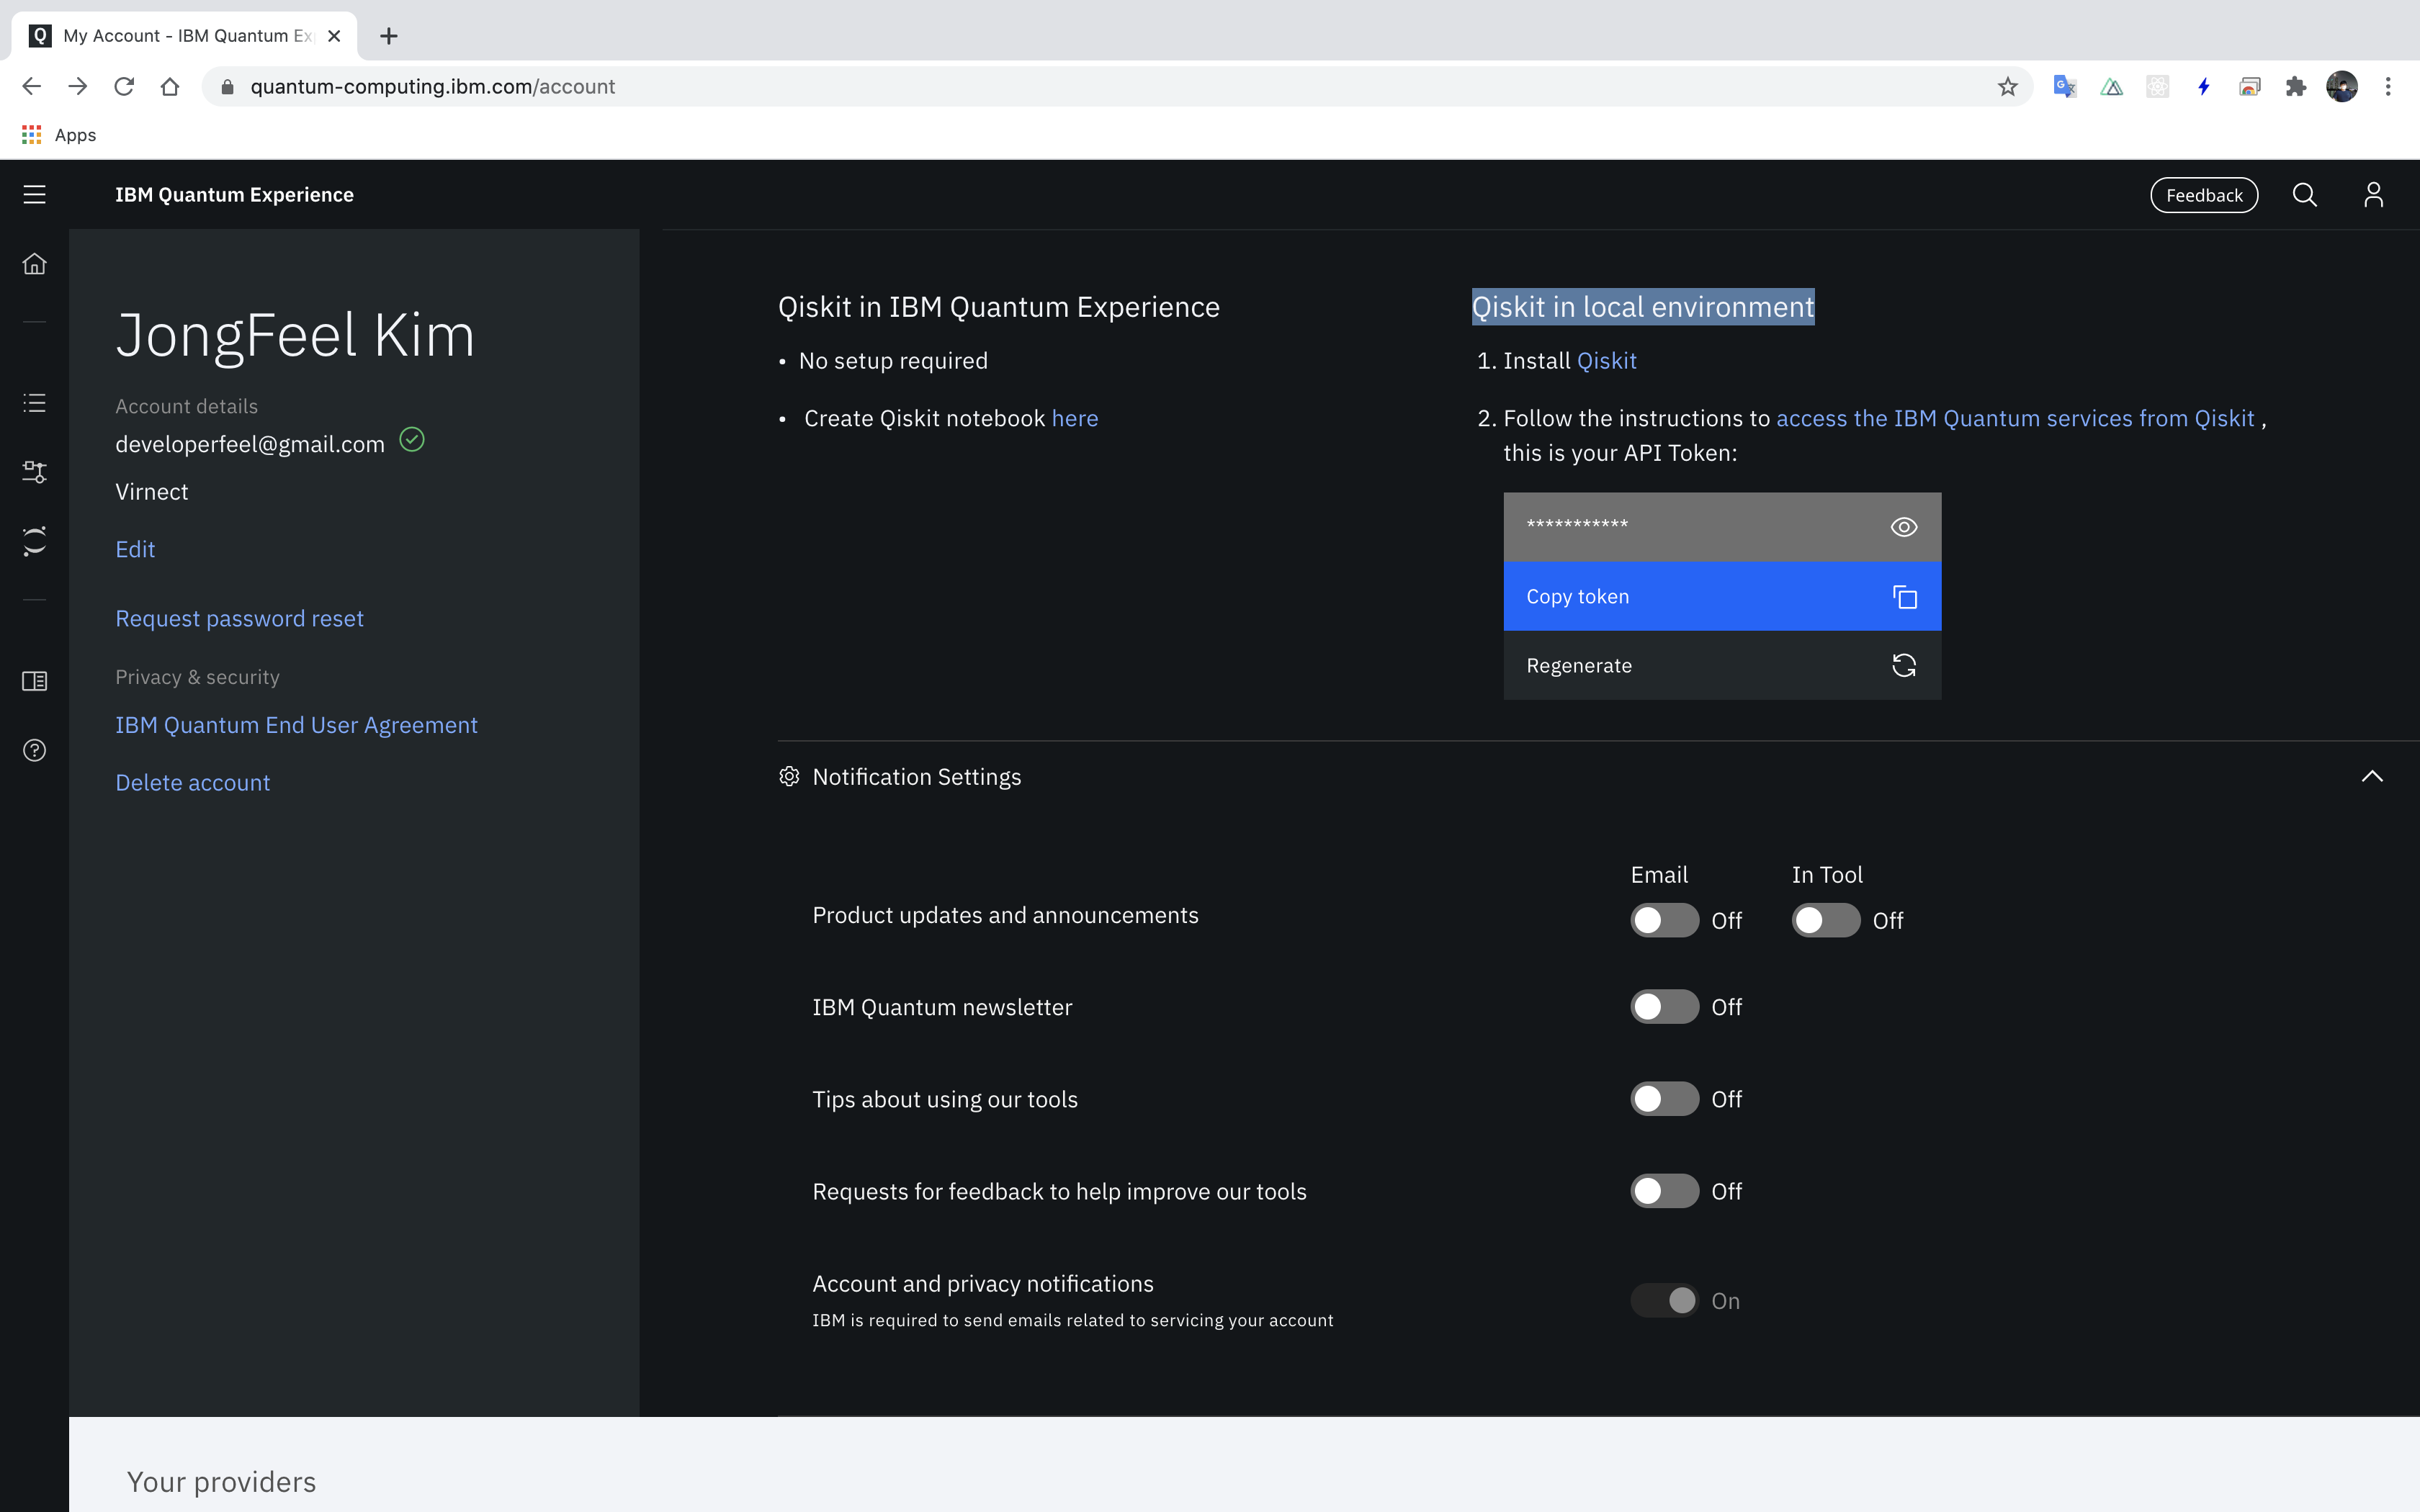 Q My Account - IBM Quantum Ex
quantum-computing.ibm.com/account
Apps
IBM Quantum Experience
Feedback
JongFeel Kim
Account details
developerfeel@gmail.com
Virnect
Edit
Request password reset
Privacy & security
IBM Quantum End User Agreement
Delete account
Qiskit in IBM Quantum Experience
• No setup required
• Create Qiskit notebook here
Qiskit in local environment
1. Install Qiskit
2. Follow the instructions to access the IBM Quantum services from Qiskit ,
this is your API Token:
***********
Copy token
Regenerate
Notification Settings
Email In Tool
Product updates and announcements Off Off
IBM Quantum newsletter Off
Tips about using our tools Off
Requests for feedback to help improve our tools Off
Account and privacy notifications On
IBM is required to send emails related to servicing your account
Your providers